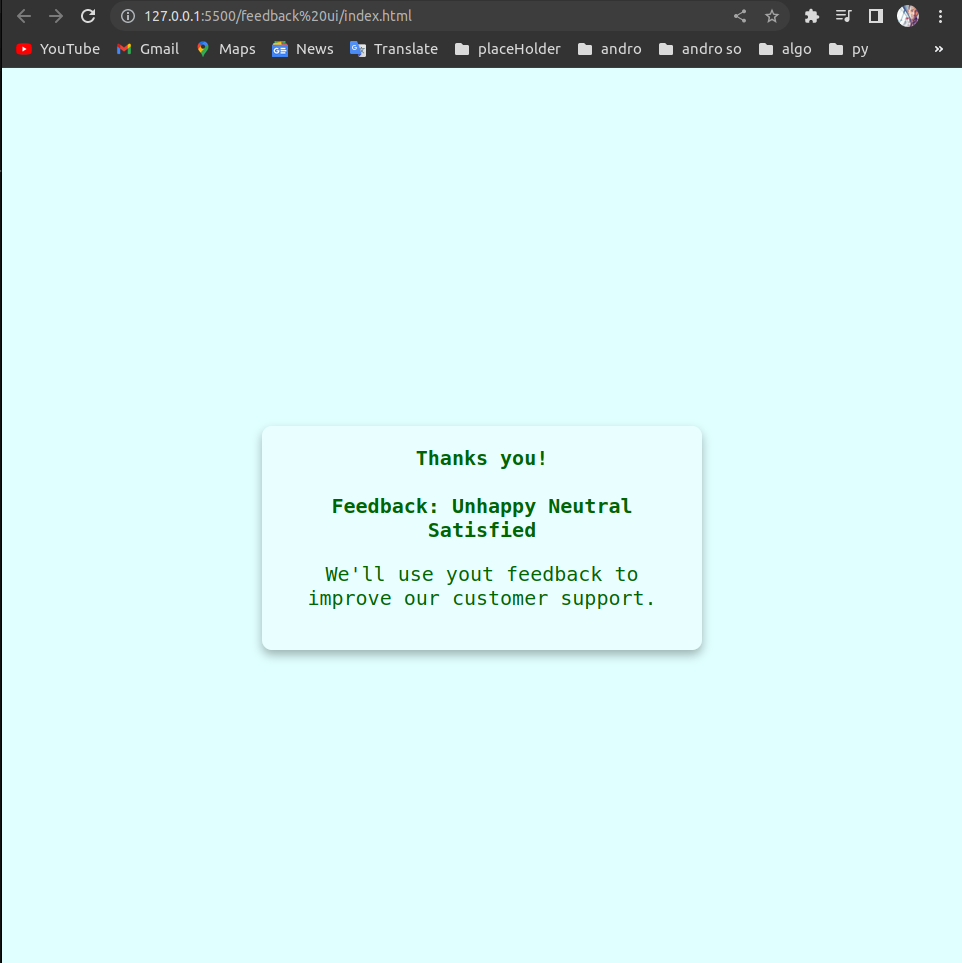 127.0.0.1:5500/feedback%20ui/index.html
YouTube Gmail Maps News Translate placeHolder andro andro so algo py »
Thanks you!
Feedback: Unhappy Neutral
Satisfied
We'll use yout feedback to
improve our customer support.